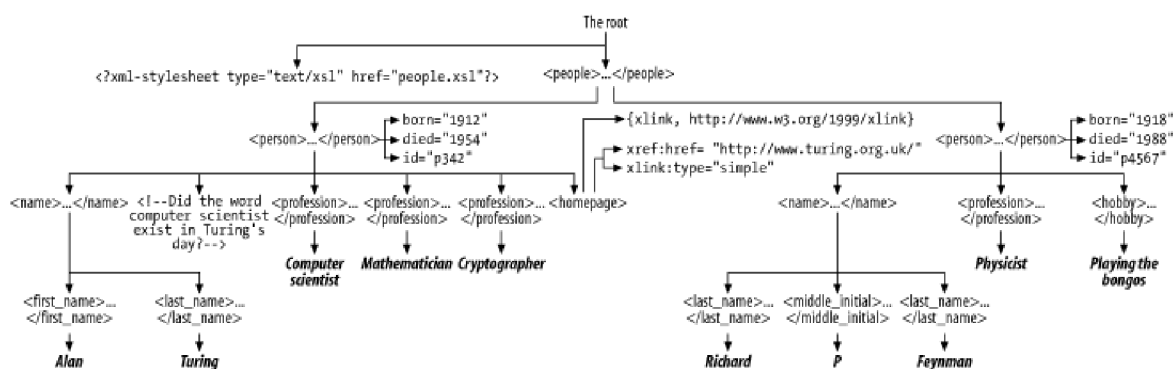 The root
<?xml-stylesheet type="text/xsl" href="people.xsl"?>
<people>...</people>
<person>...</person>
born="1912"
died="1954"
id="p342"
{xlink, http://www.w3.org/1999/xlink}
xref:href= "http://www.turing.org.uk/"
xlink:type="simple"
<person>...</person>
born="1918"
died="1988"
id="p4567"
<name>...</name>
<!--Did the word
computer scientist
exist in Turing's
day?-->
<profession>...
</profession>
<profession>...
</profession>
<profession>...
</profession>
<homepage>
<name>...</name>
<profession>...
</profession>
<hobby>...
</hobby>
Computer
scientist
Mathematician
Cryptographer
Physicist
Playing the
bongos
<first_name>...
</first_name>
<last_name>...
</last_name>
<last_name>...
</last_name>
<middle_initial>...
</middle_initial>
<last_name>...
</last_name>
Alan
Turing
Richard
P
Feynman